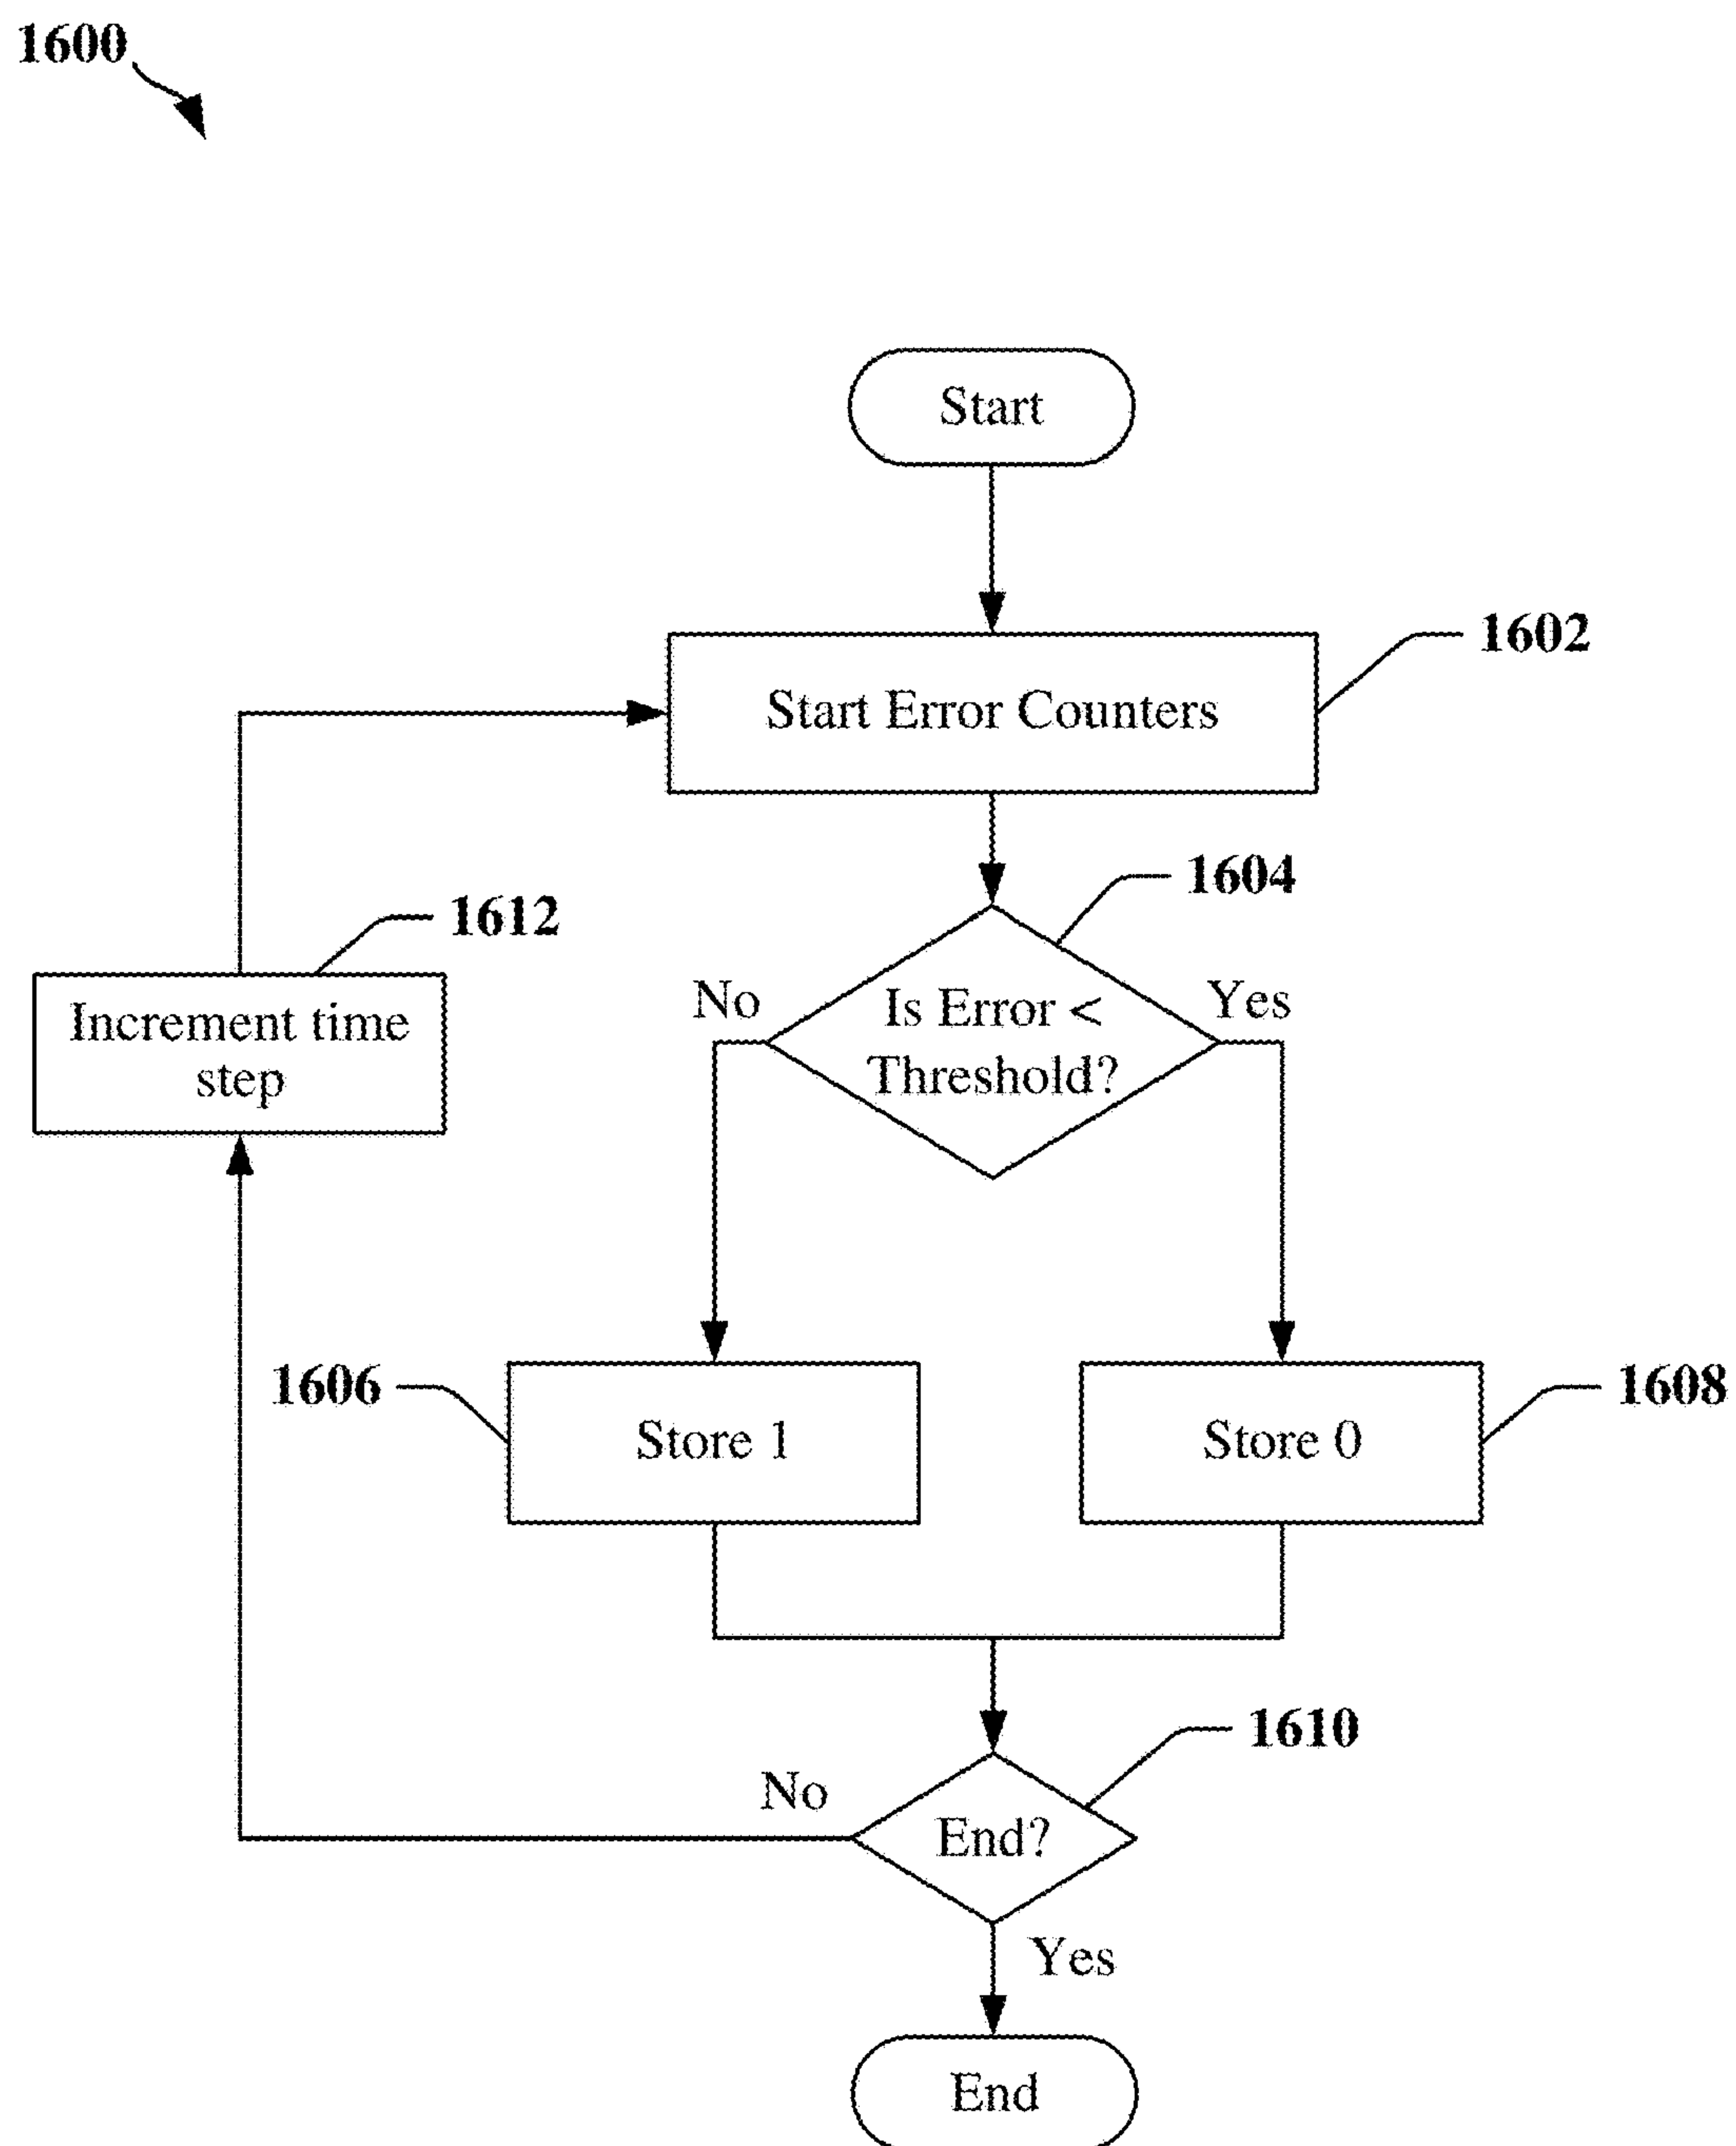 1600
Start
1602
Start Error Counters
1604
1612
No
Is Error <
Yes
Increment time
step
Threshold?
1606
Store 1
Store 0
1608
1610
No
End?
Yes
End